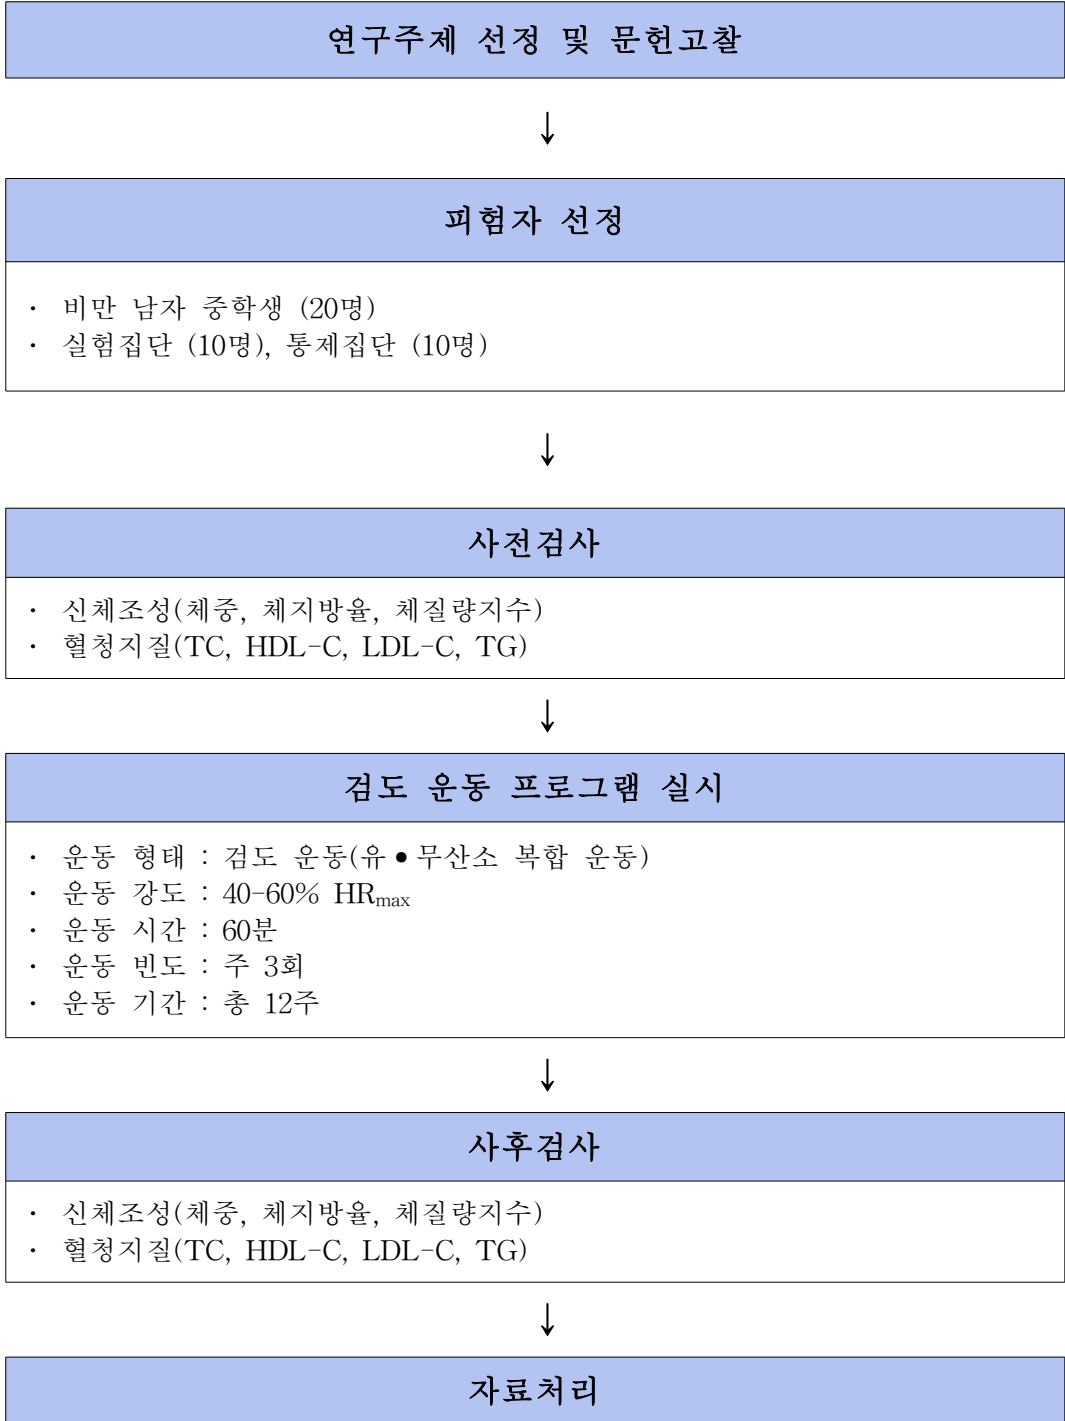 연구주제 선정 및 문헌고찰
↓
피험자 선정
· 비만 남자 중학생 (20명)
· 실험집단 (10명), 통제집단 (10명)
↓
사전검사
· 신체조성(체중, 체지방율, 체질량지수)
· 혈청지질(TC, HDL-C, LDL-C, TG)
↓
검도 운동 프로그램 실시
· 운동 형태 : 검도 운동(유•무산소 복합 운동)
· 운동 강도 : 40-60% HRmax
· 운동 시간 : 60분
· 운동 빈도 : 주 3회
· 운동 기간 : 총 12주
↓
사후검사
· 신체조성(체중, 체지방율, 체질량지수)
· 혈청지질(TC, HDL-C, LDL-C, TG)
↓
자료처리